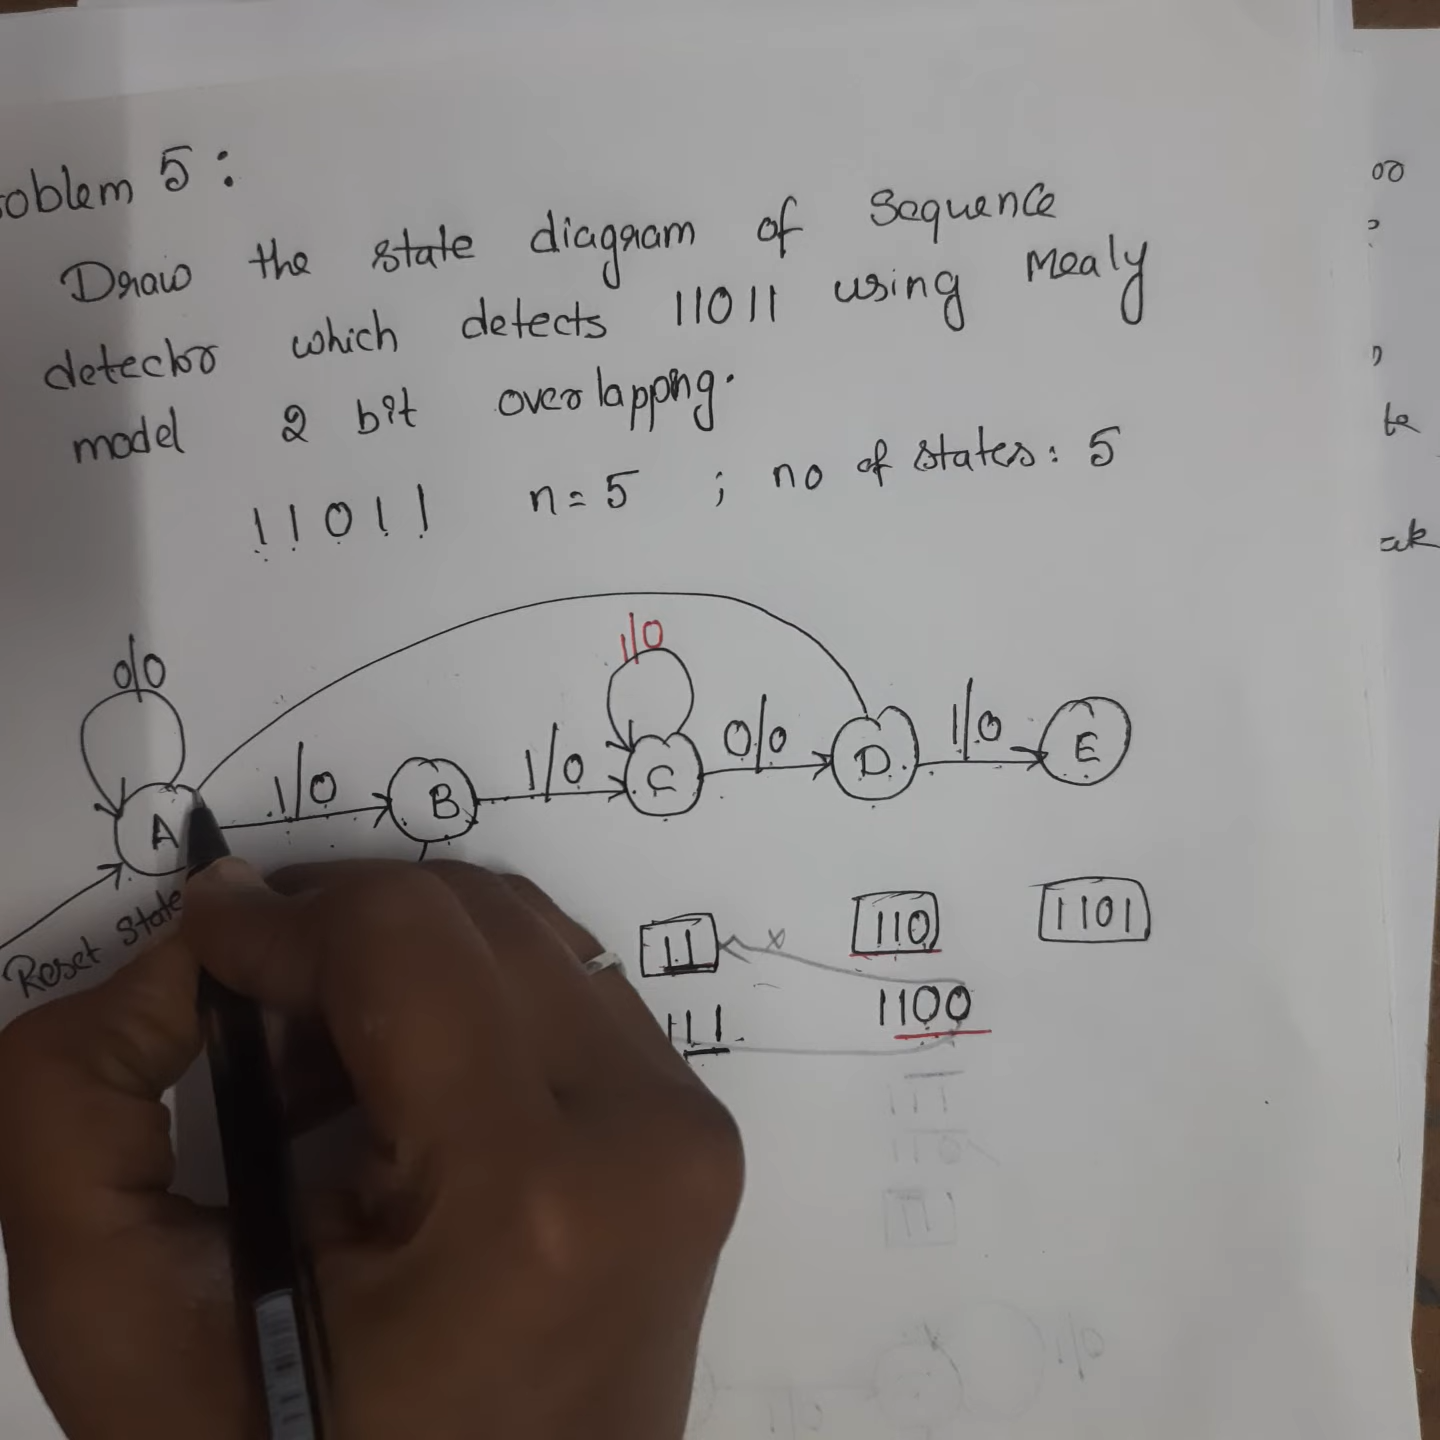 oblem 5 :
Draw the state diagram of Sequence
detector which detects 11011 using mealy
model 2 bit overlappng.
11011 n = 5 ; no of states: 5
1/0
0/0
1/0 1/0 0/0 1/0
A B C D E
Reset State
11 110 1101
111 1100